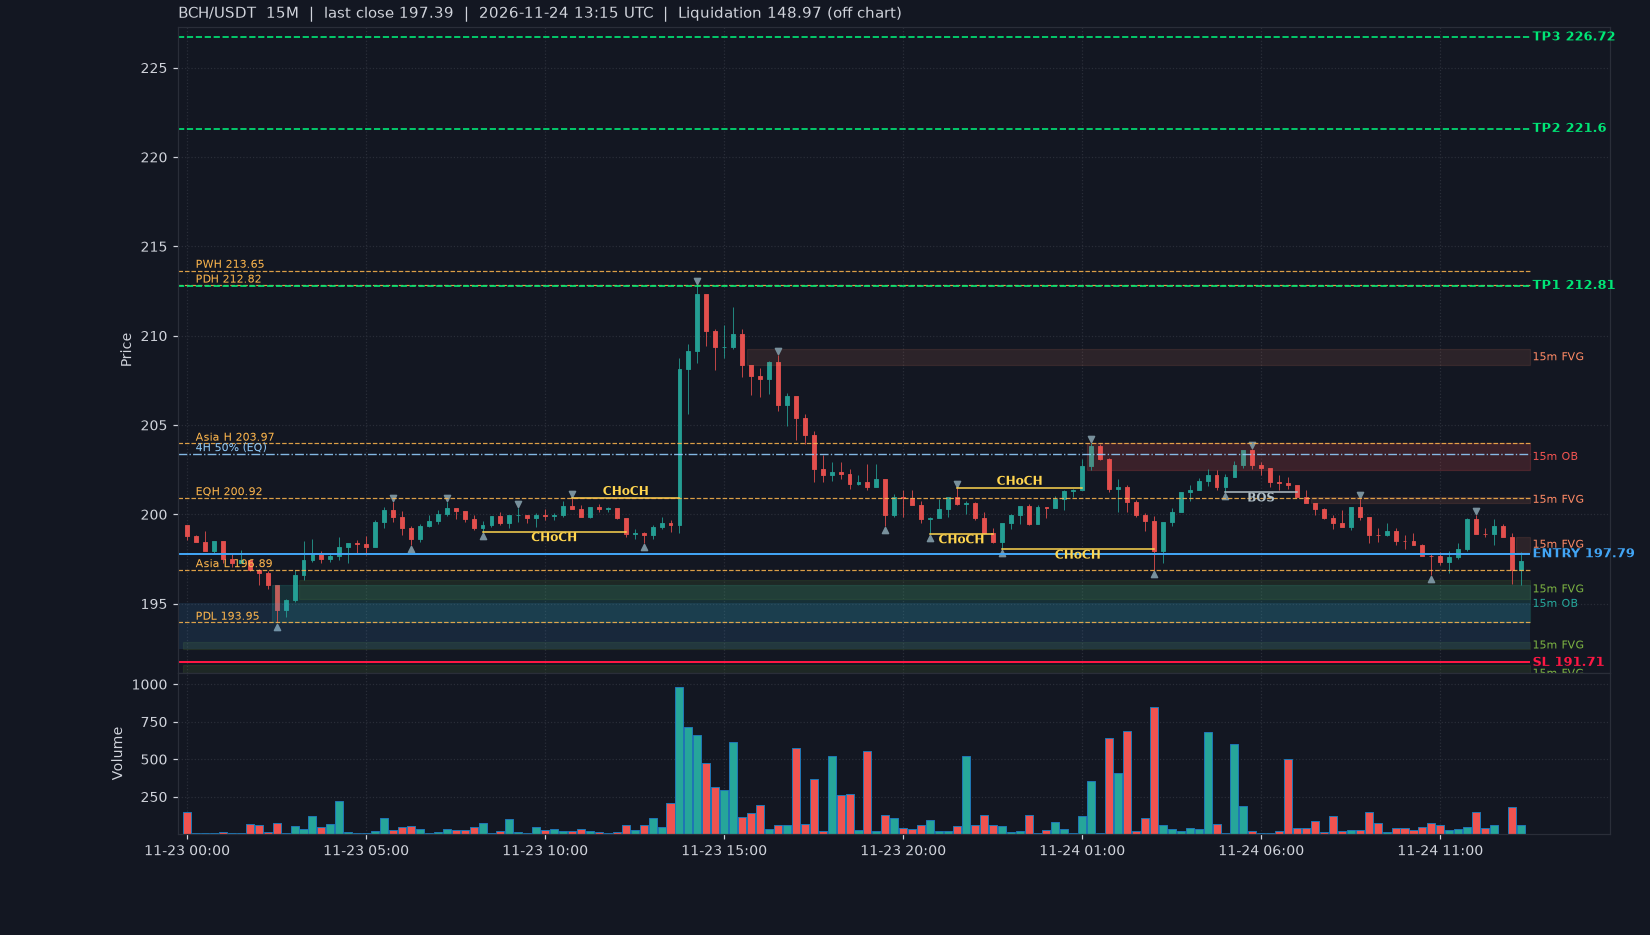 BCH/USDT 15M | last close 197.39 | 2026-11-24 13:15 UTC | Liquidation 148.97 (off chart)
TP3 226.72
225
TP2 221.6
220
215
PWH 213.65
PDH 212.82
TP1 212.81
Price
210
15m FVG
205
Asia H 203.97
4H 50% (EQ)
15m OB
CHoCH
EQH 200.92
CHoCH
BOS
15m FVG
200
CHoCH
CHoCH
CHoCH
15m FVG
ENTRY 197.79
Asia L 196.89
15m FVG
195
15m OB
PDL 193.95
15m FVG
SL 191.71
15m FVG
Volume
1000
750
500
250
11-23 00:00
11-23 05:00
11-23 10:00
11-23 15:00
11-23 20:00
11-24 01:00
11-24 06:00
11-24 11:00